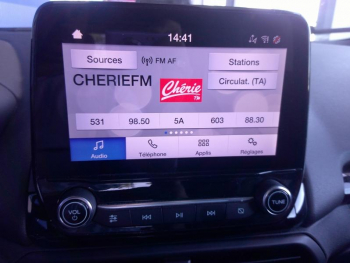 14:41
Sources FM AF Stations
CHERIEFM Chérie FM Circulat. (TA)
531 98.50 5A 603 88.30
Audio Téléphone Applis Réglages
VOL TUNE